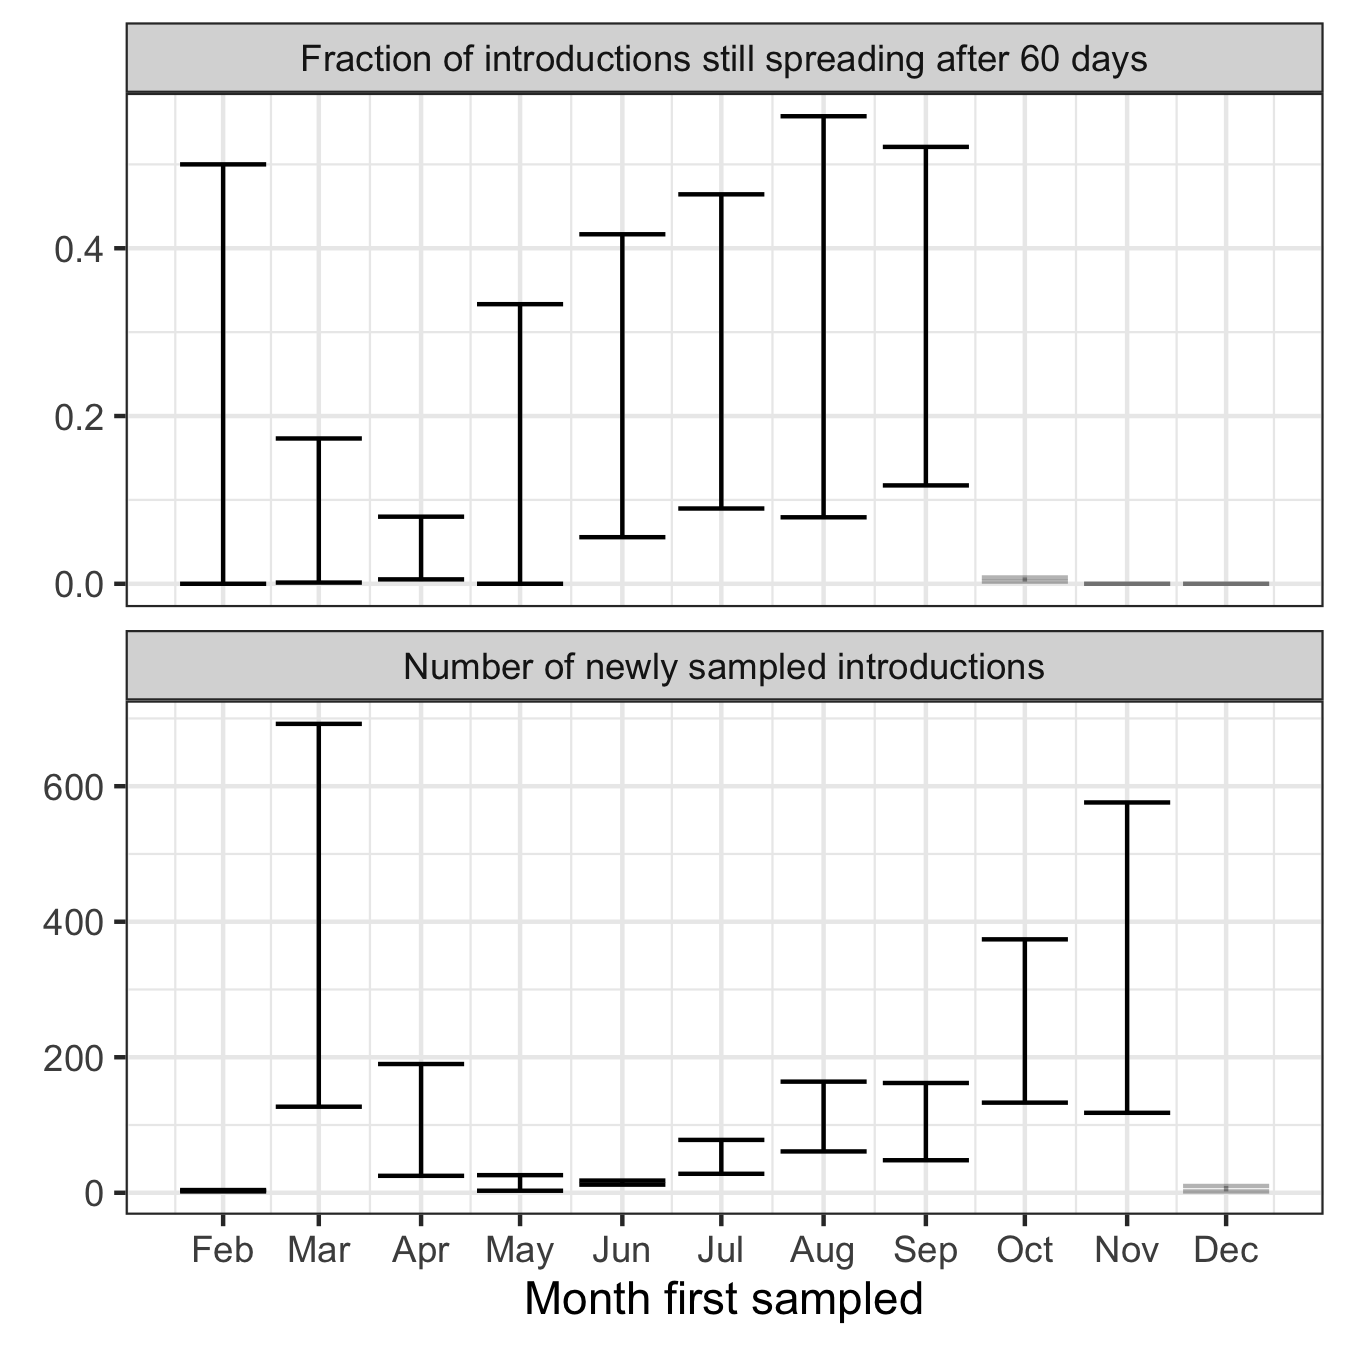 Fraction of introductions still spreading after 60 days
0.4
0.2
0.0
Number of newly sampled introductions
600
400
200
0
Feb Mar Apr May Jun Jul Aug Sep Oct Nov Dec
Month first sampled